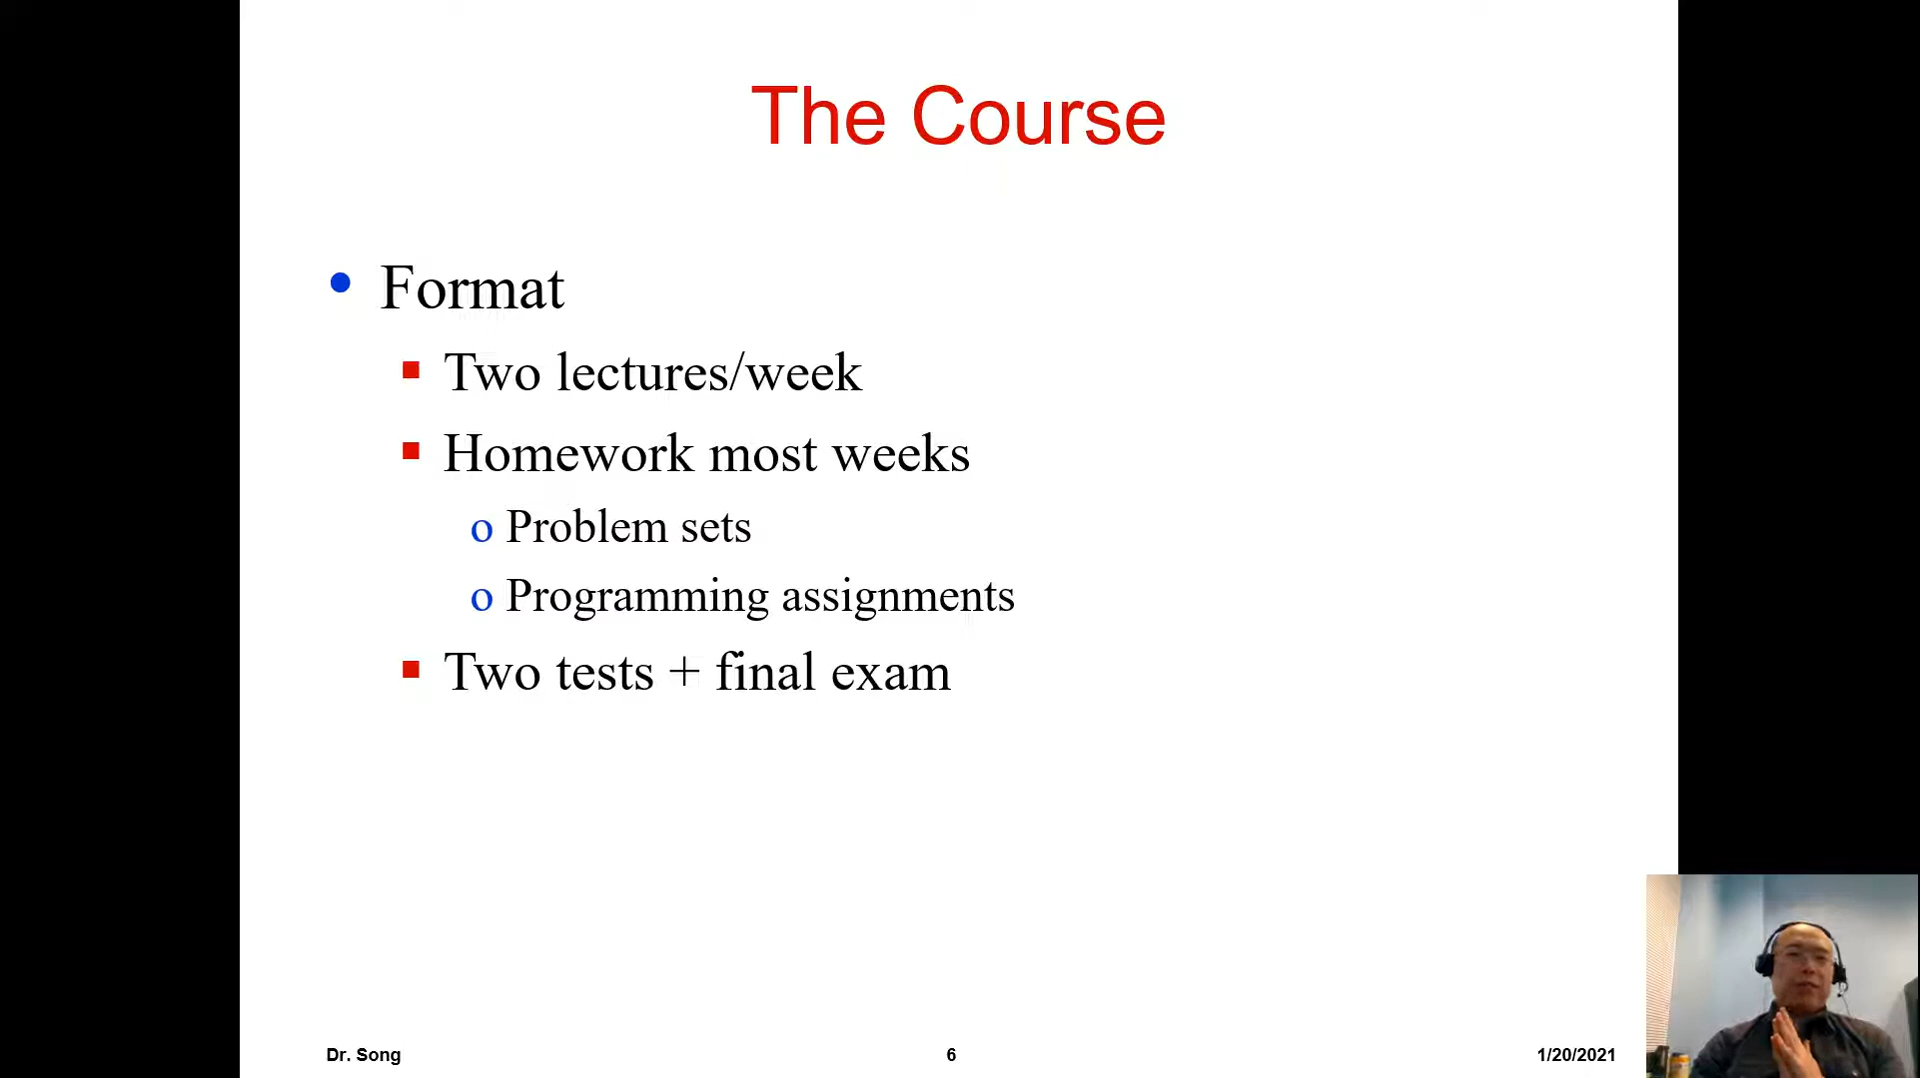 The Course
• Format
▪ Two lectures/week
▪ Homework most weeks
o Problem sets
o Programming assignments
▪ Two tests + final exam
Dr. Song 6 1/20/2021